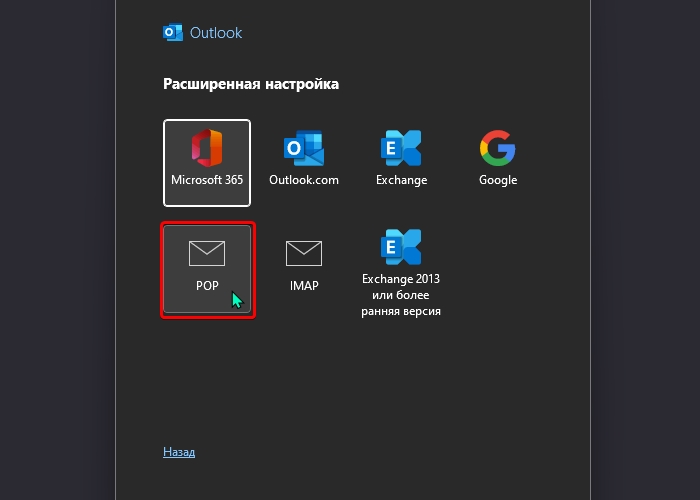 Outlook
Расширенная настройка
Microsoft 365
Outlook.com
Exchange
Google
POP
IMAP
Exchange 2013
или более
ранняя версия
Назад